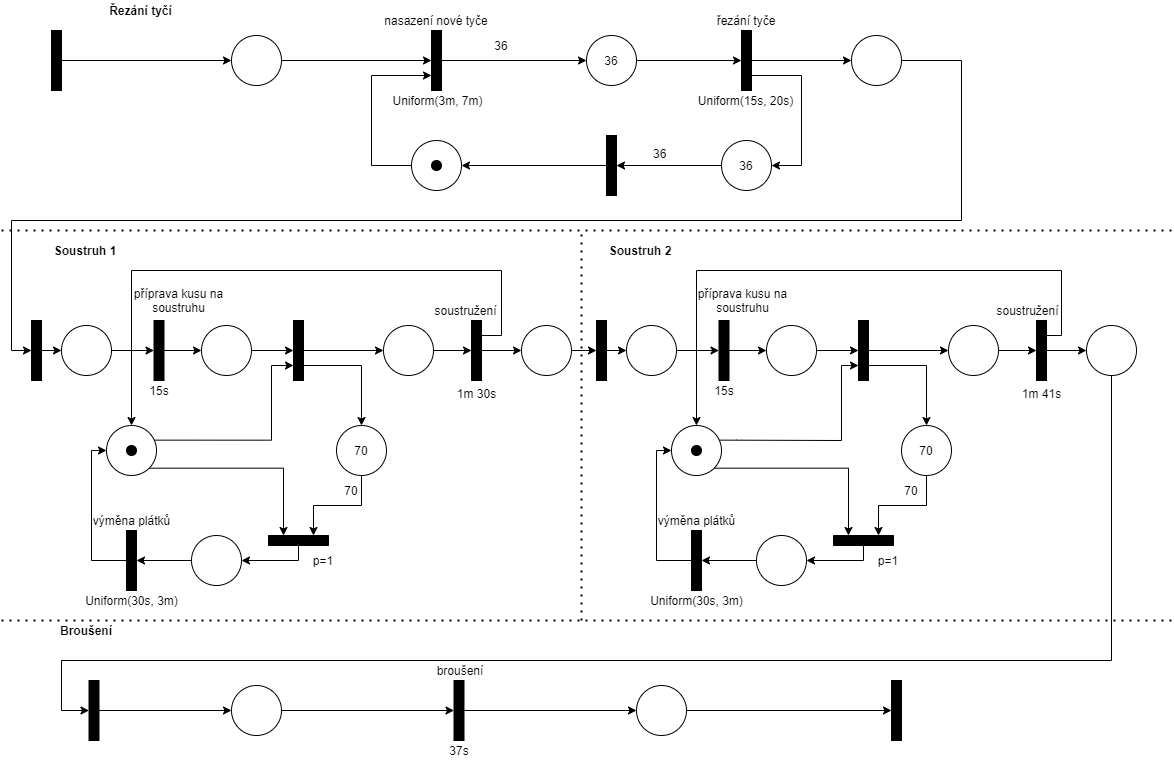 Řezání tyčí
nasazení nové tyče
řezání tyče
36
36
Uniform(3m, 7m)
Uniform(15s, 20s)
36
36
Soustruh 1
Soustruh 2
příprava kusu na
soustruhu
soustružení
příprava kusu na
soustruhu
soustružení
15s
1m 30s
15s
1m 41s
70
70
70
70
výměna plátků
p=1
výměna plátků
p=1
Uniform(30s, 3m)
Uniform(30s, 3m)
Broušení
broušení
37s